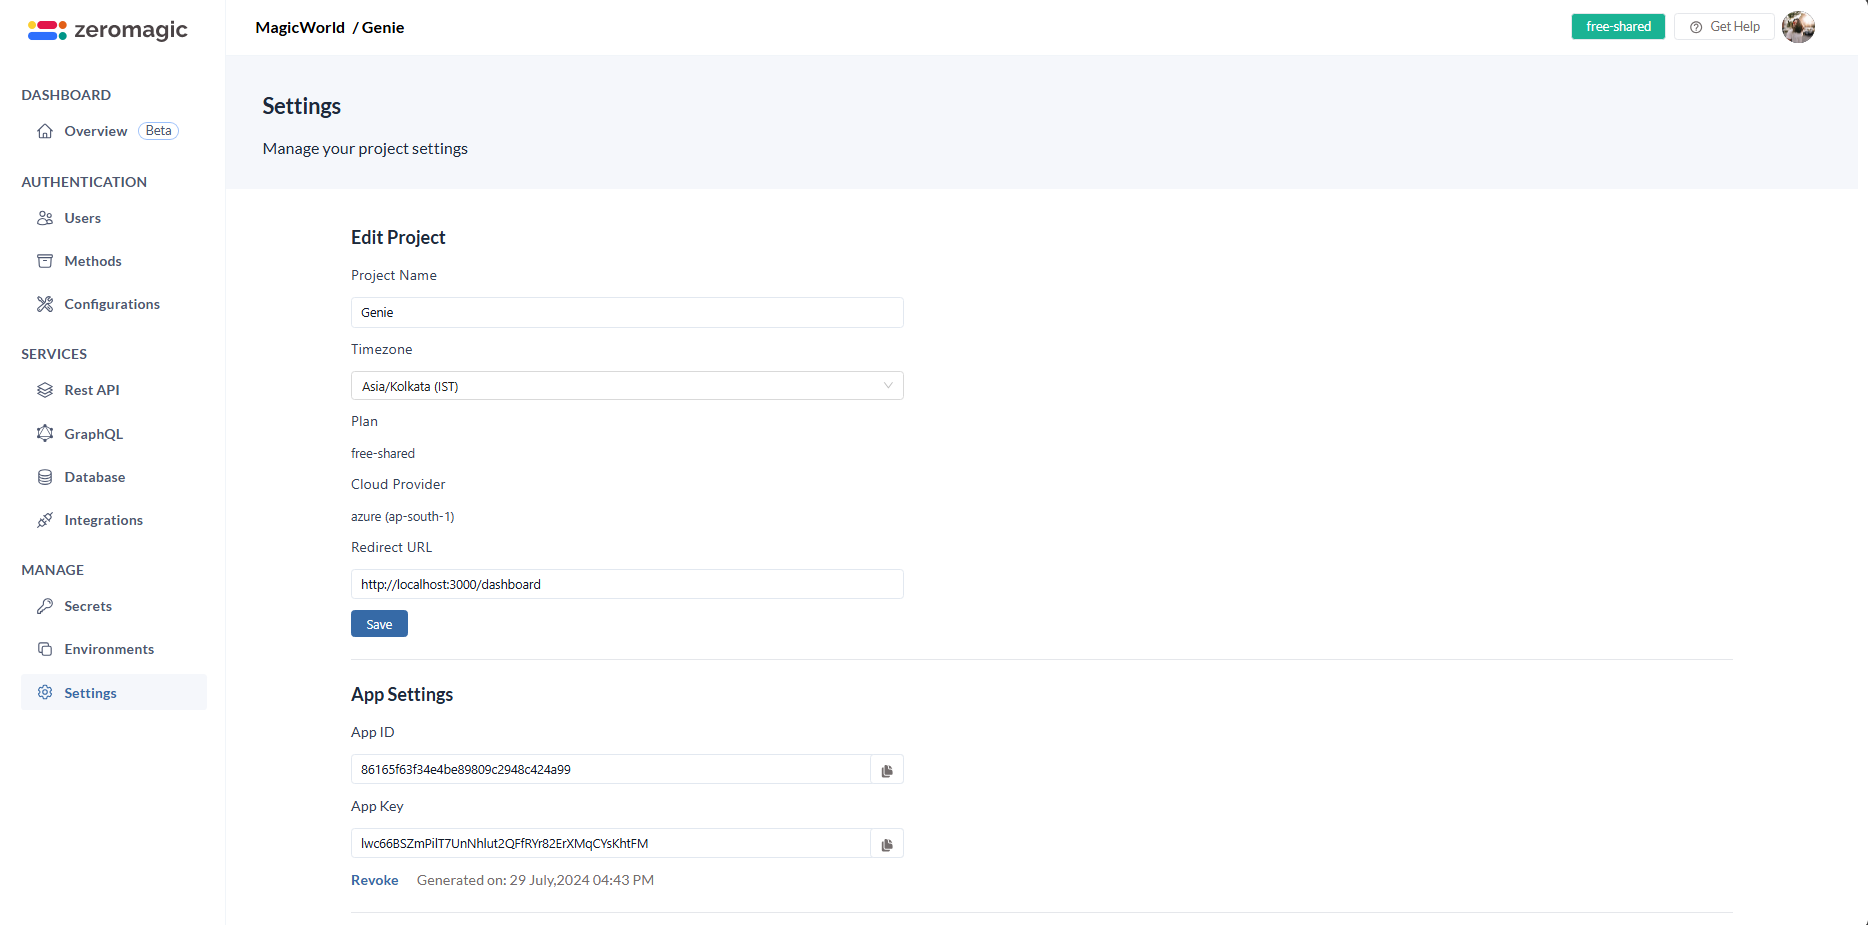 zeromagic
MagicWorld / Genie
free-shared
Get Help
DASHBOARD
Overview Beta
AUTHENTICATION
Users
Methods
Configurations
SERVICES
Rest API
GraphQL
Database
Integrations
MANAGE
Secrets
Environments
Settings
Settings
Manage your project settings
Edit Project
Project Name
Genie
Timezone
Asia/Kolkata (IST)
Plan
free-shared
Cloud Provider
azure (ap-south-1)
Redirect URL
http://localhost:3000/dashboard
Save
App Settings
App ID
86165f63f34e4be89809c2948c424a99
App Key
lwc66BSZmPilT7UnNhlut2QFfRYr82ErXMqCYsKhtFM
Revoke Generated on: 29 July,2024 04:43 PM